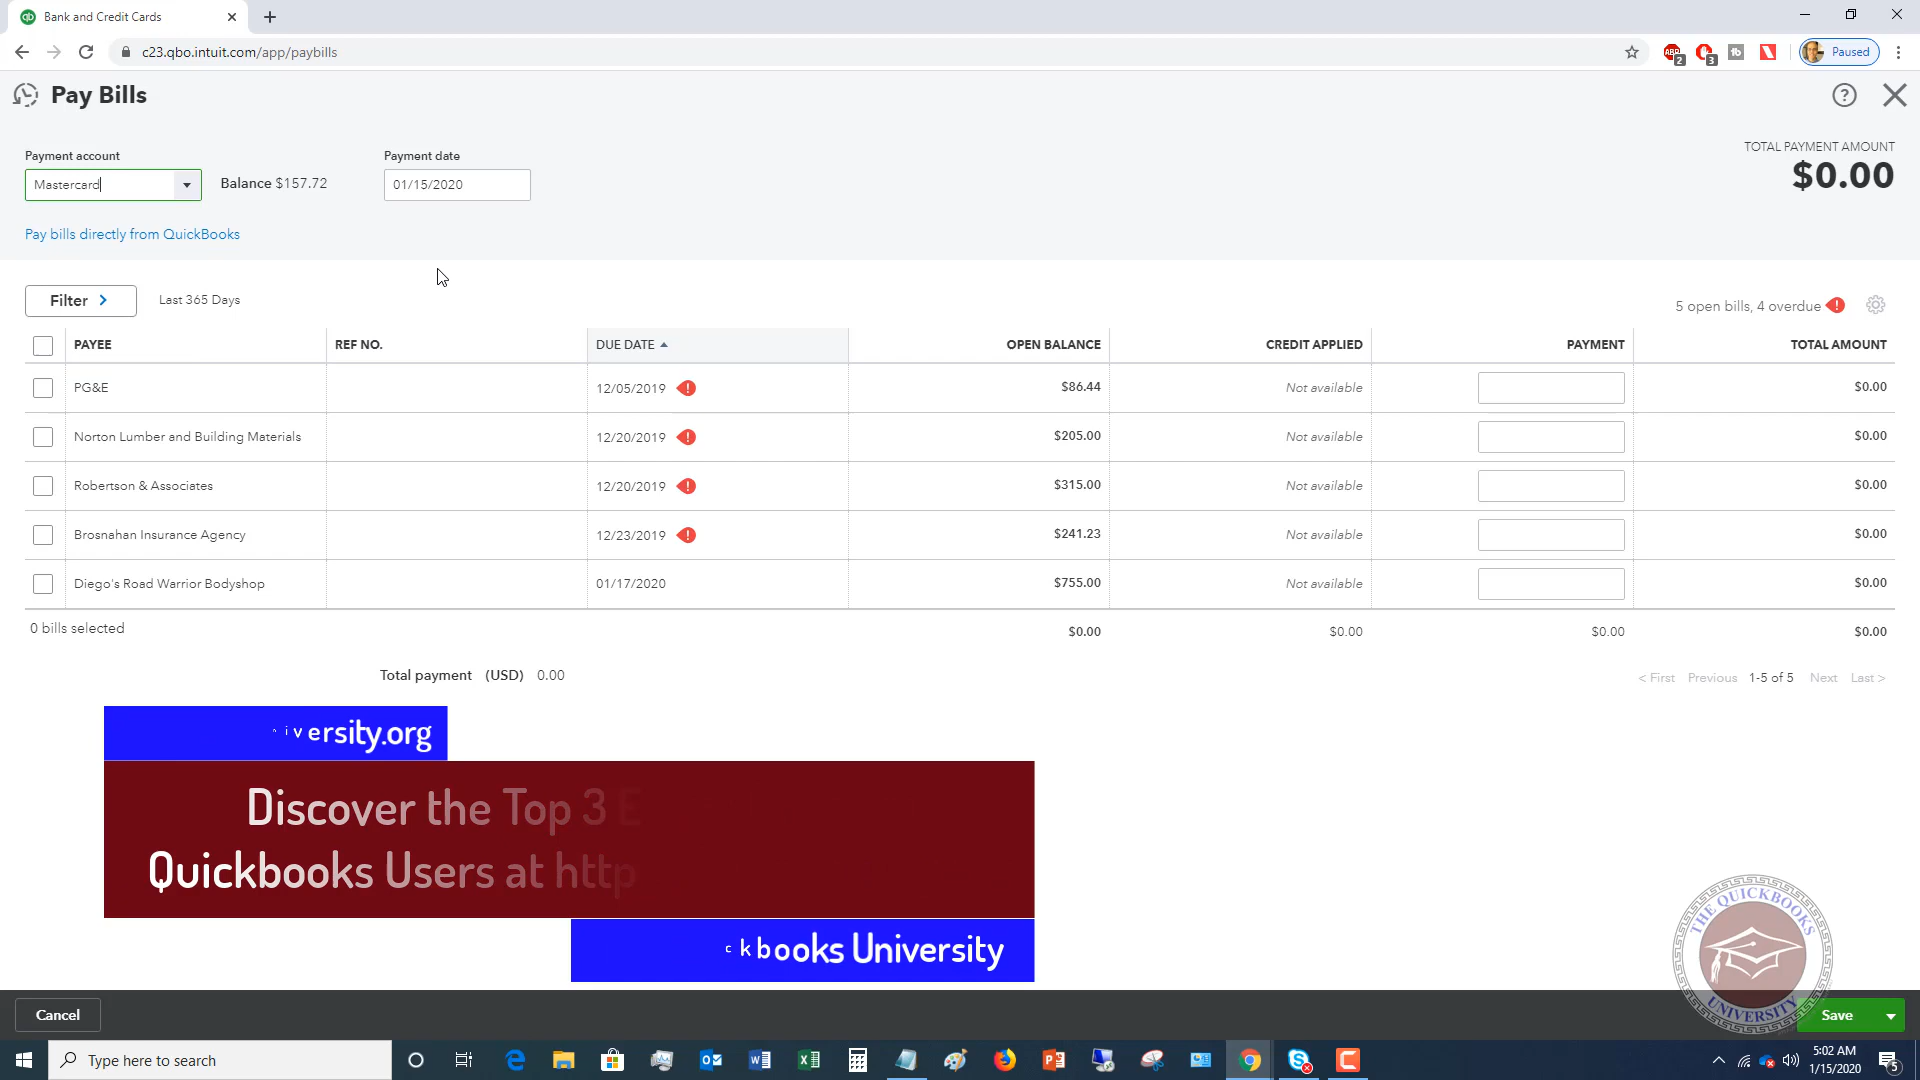 Bank and Credit Cards
c23.qbo.intuit.com/app/paybills
2
3
Paused
Pay Bills
Payment account
Payment date
TOTAL PAYMENT AMOUNT
Mastercard
Balance $157.72
01/15/2020
$0.00
Pay bills directly from QuickBooks
Filter
Last 365 Days
5 open bills, 4 overdue
PAYEE REF NO. DUE DATE OPEN BALANCE CREDIT APPLIED PAYMENT TOTAL AMOUNT
PG&E 12/05/2019 $86.44 Not available $0.00
Norton Lumber and Building Materials 12/20/2019 $205.00 Not available $0.00
Robertson & Associates 12/20/2019 $315.00 Not available $0.00
Brosnahan Insurance Agency 12/23/2019 $241.23 Not available $0.00
Diego's Road Warrior Bodyshop 01/17/2020 $755.00 Not available $0.00
0 bills selected $0.00 $0.00 $0.00 $0.00
Total payment (USD) 0.00
< First Previous 1-5 of 5 Next Last >
iversity.org
Discover the Top 3 E
Quickbooks Users at http
ckbooks University
THE QUICKBOOKS
UNIVERSITY
Cancel
Save
Type here to search
5:02 AM
1/15/2020
5